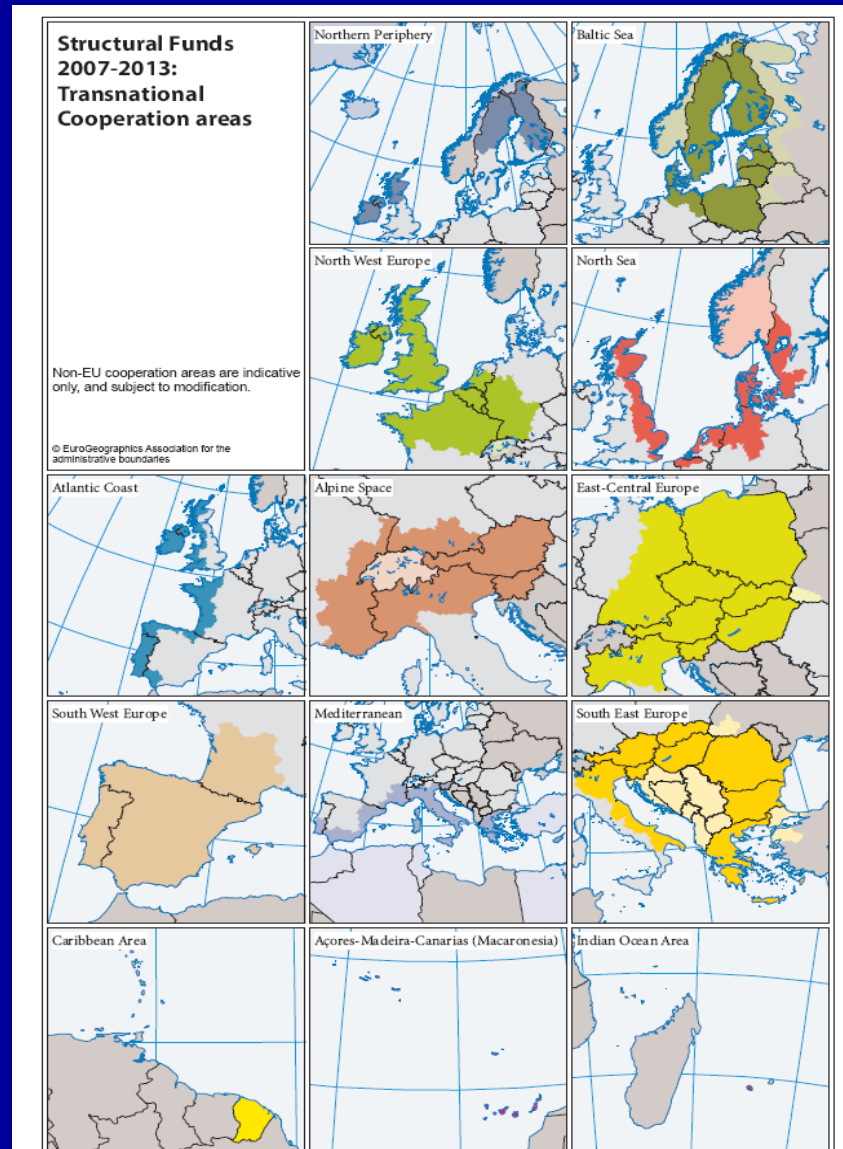 Structural Funds
2007-2013:
Transnational
Cooperation areas
Non-EU cooperation areas are indicative
only, and subject to modification.
© EuroGeographics Association for the
administrative boundaries
Northern Periphery
Baltic Sea
North West Europe
North Sea
Atlantic Coast
Alpine Space
East-Central Europe
South West Europe
Mediterranean
South East Europe
Caribbean Area
Açores-Madeira-Canarias (Macaronesia)
Indian Ocean Area